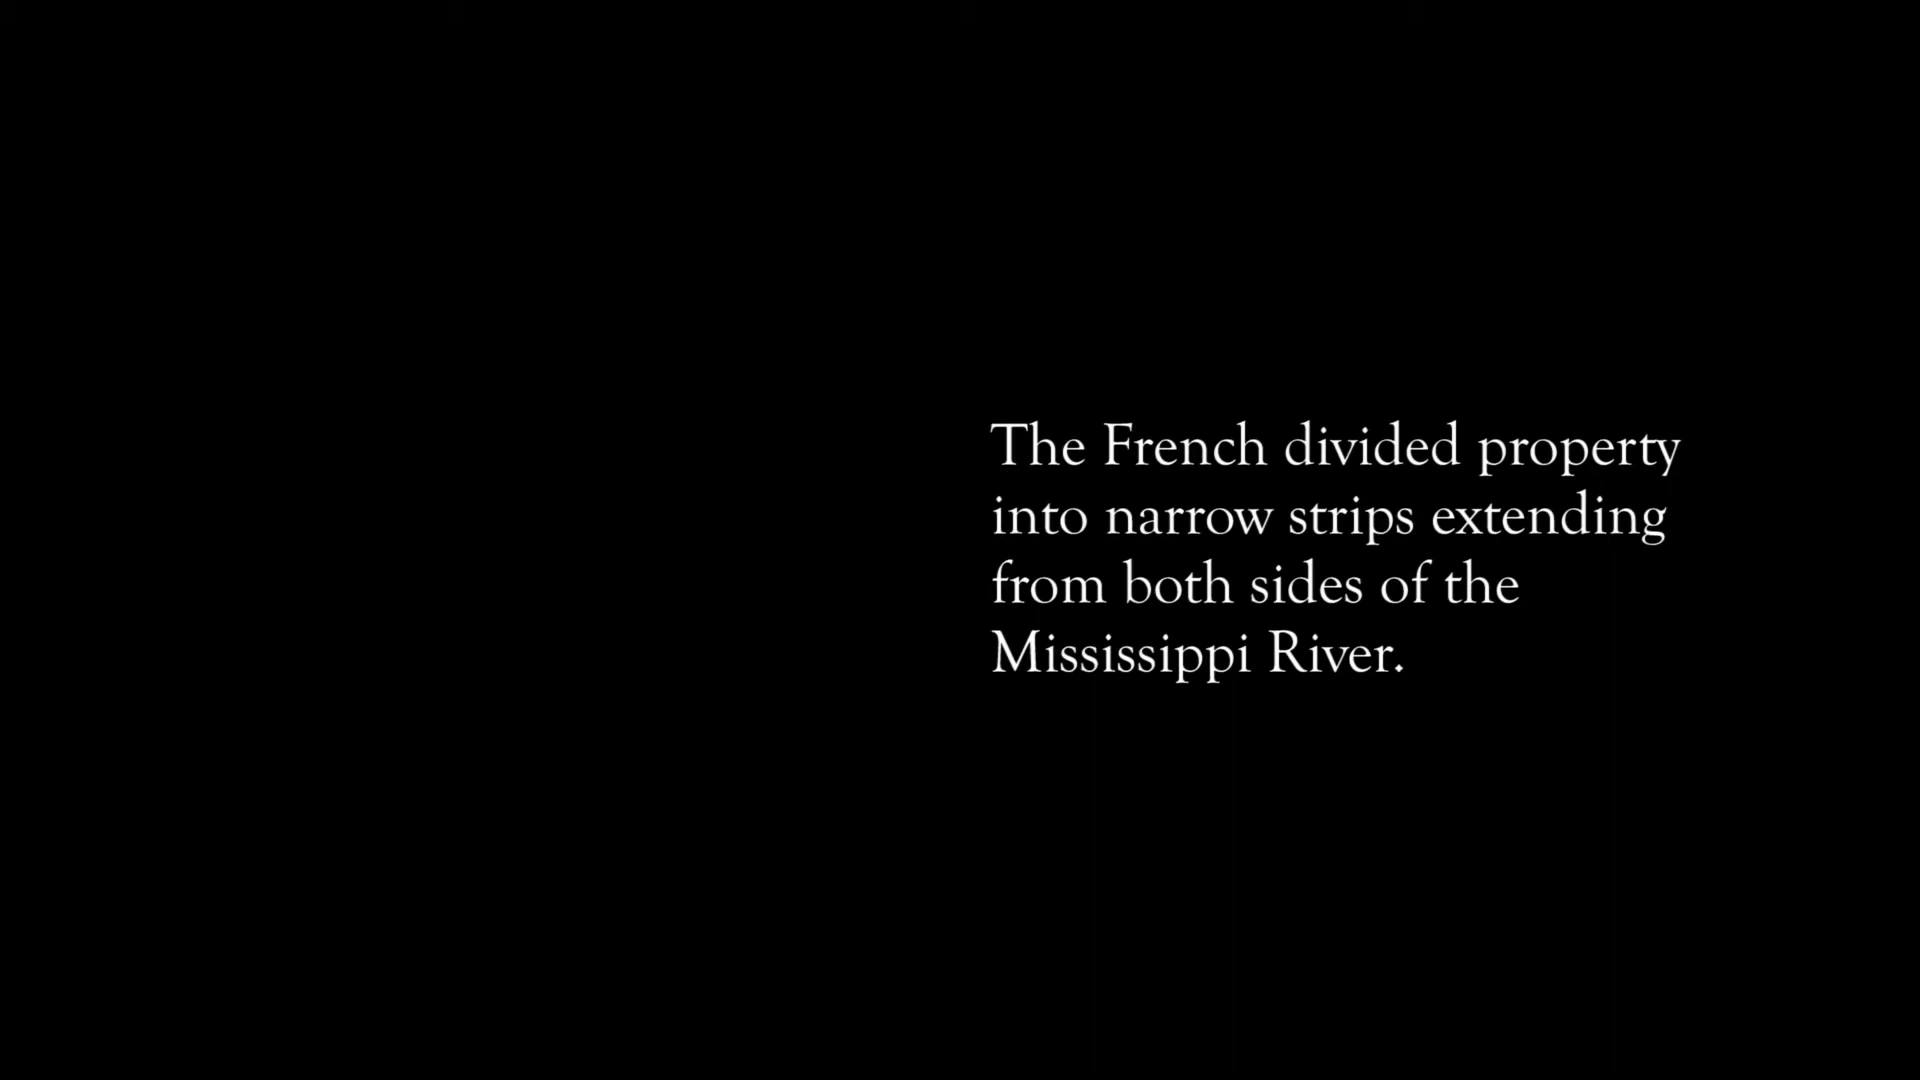 The French divided property
into narrow strips extending
from both sides of the
Mississippi River.